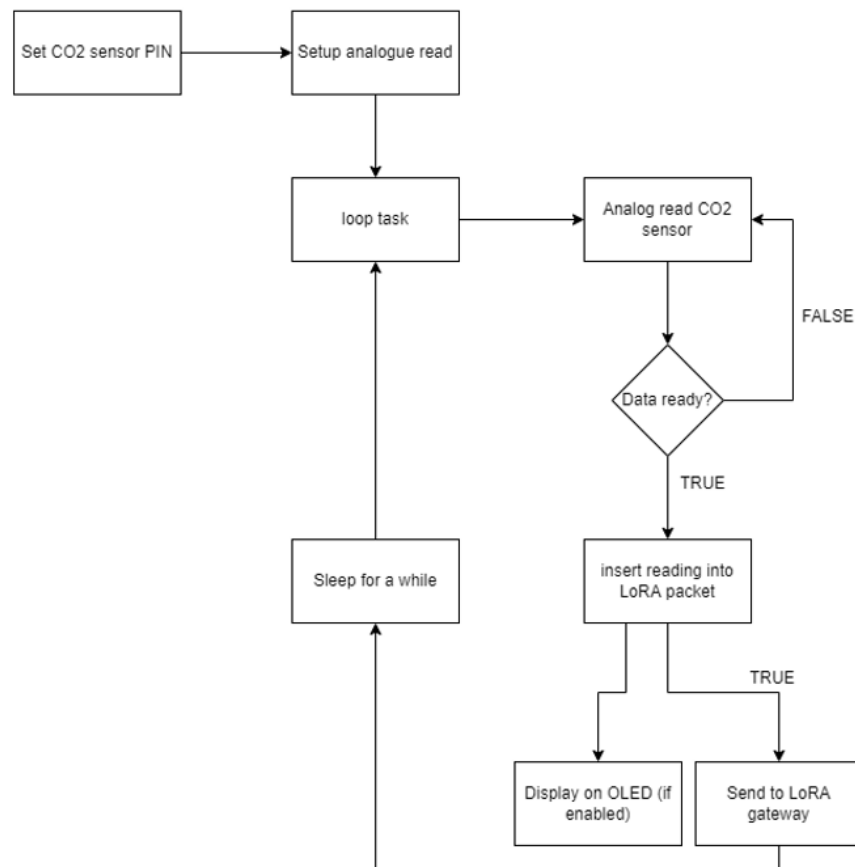 Set CO2 sensor PIN
Setup analogue read
loop task
Analog read CO2
sensor
FALSE
Data ready?
TRUE
Sleep for a while
insert reading into
LoRA packet
TRUE
Display on OLED (if
enabled)
Send to LoRA
gateway